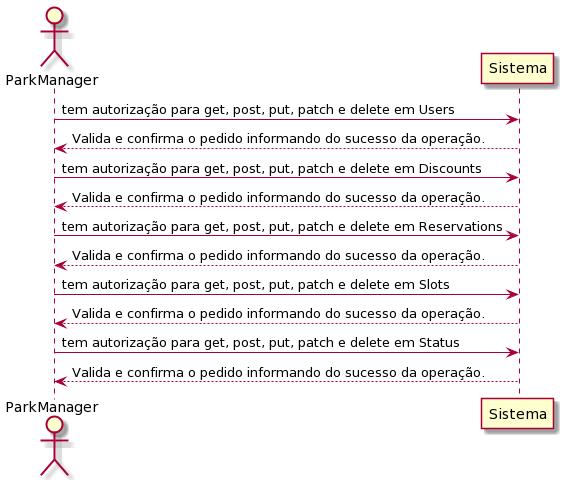 ParkManager
Sistema
tem autorização para get, post, put, patch e delete em Users
Valida e confirma o pedido informando do sucesso da operação.
tem autorização para get, post, put, patch e delete em Discounts
Valida e confirma o pedido informando do sucesso da operação.
tem autorização para get, post, put, patch e delete em Reservations
Valida e confirma o pedido informando do sucesso da operação.
tem autorização para get, post, put, patch e delete em Slots
Valida e confirma o pedido informando do sucesso da operação.
tem autorização para get, post, put, patch e delete em Status
Valida e confirma o pedido informando do sucesso da operação.
ParkManager
Sistema